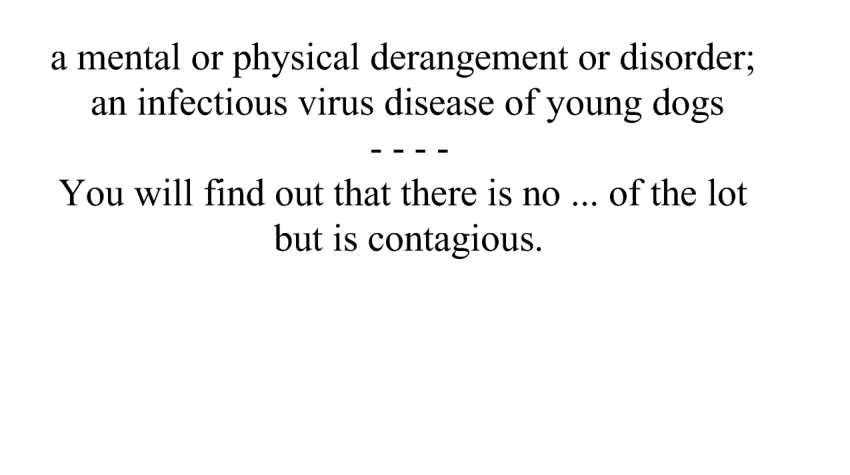 a mental or physical derangement or disorder;
an infectious virus disease of young dogs
- - - -
You will find out that there is no ... of the lot
but is contagious.